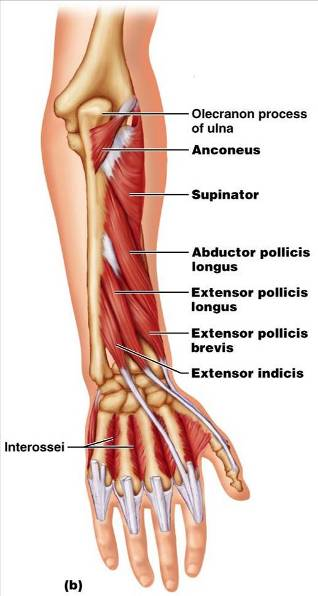 Olecranon process
of ulna
Anconeus
Supinator
Abductor pollicis
longus
Extensor pollicis
longus
Extensor pollicis
brevis
Extensor indicis
Interossei
(b)